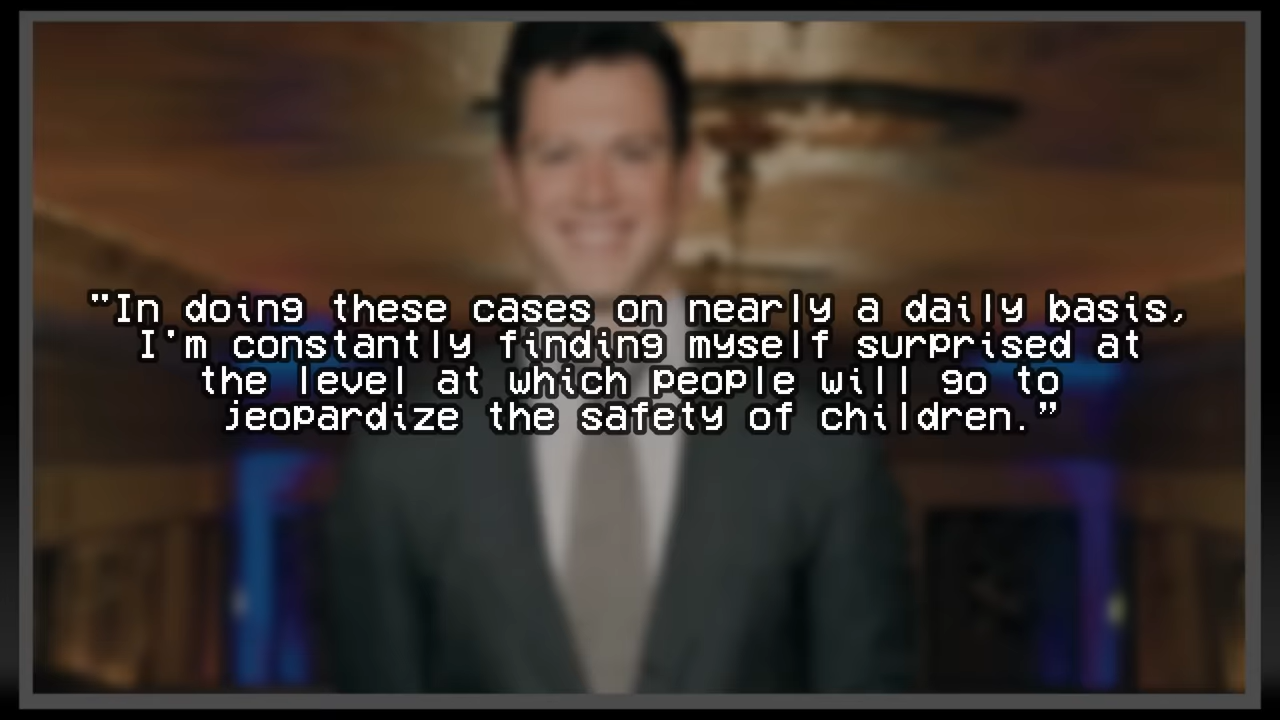 "In doing these cases on nearly a daily basis,
I'm constantly finding myself surprised at
the level at which people will go to
jeopardize the safety of children.”